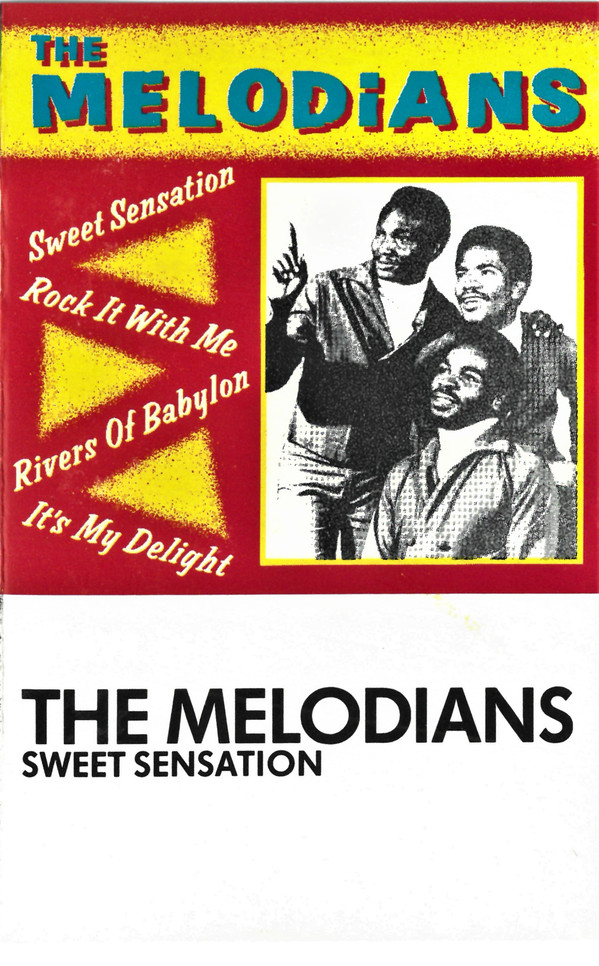 THE
MELODiANS
Sweet Sensation
Rock It With Me
Rivers Of Babylon
It's My Delight
THE MELODIANS
SWEET SENSATION